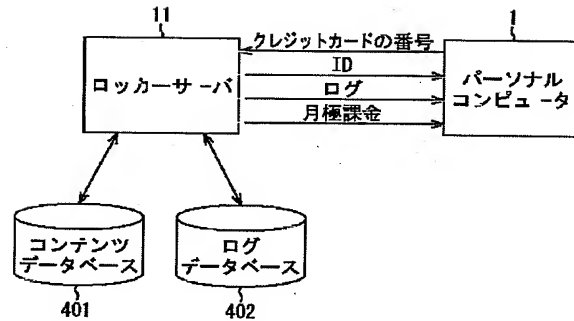 11
1
クレジットカードの番号
ID
ログ
月極課金
ロッカーサーバ
パーソナル
コンピュータ
コンテンツ
データベース
ログ
データベース
401
402